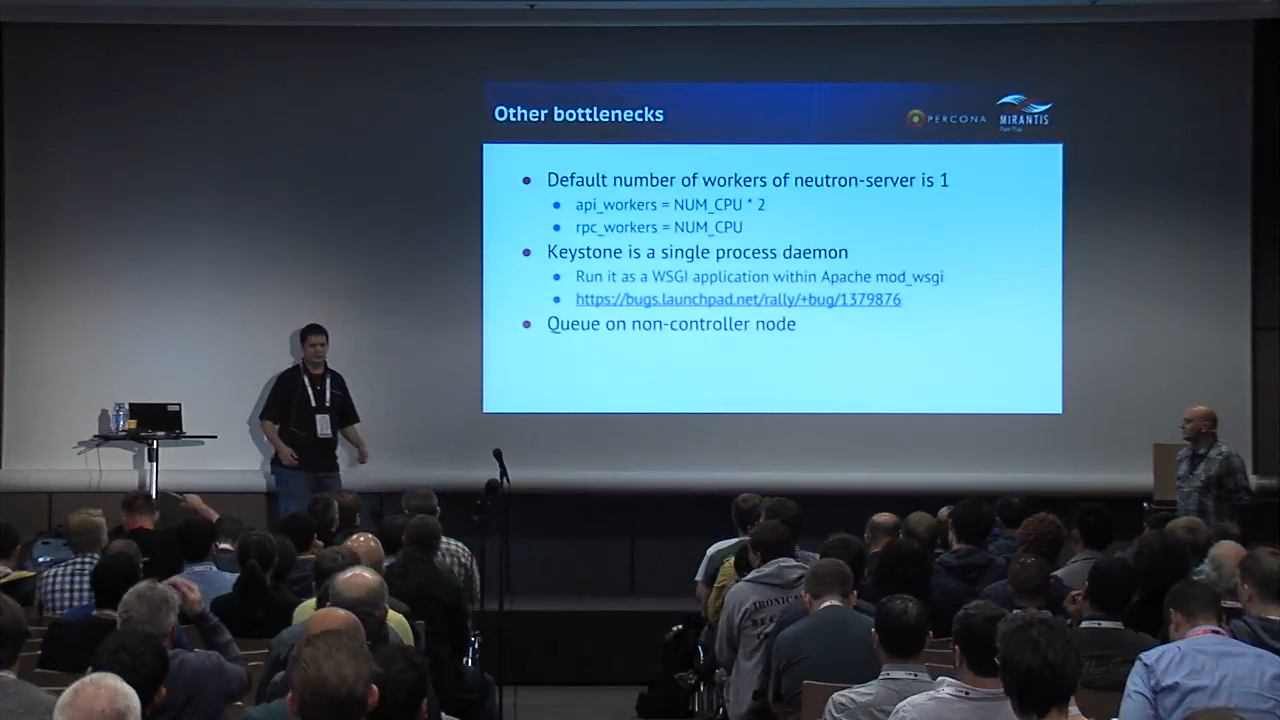 Other bottlenecks
PERCONA
MIRANTIS
Default number of workers of neutron-server is 1
api_workers = NUM_CPU * 2
rpc_workers = NUM_CPU
Keystone is a single process daemon
Run it as a WSGI application within Apache mod_wsgi
https://bugs.launchpad.net/rally/+bug/1379876
Queue on non-controller node
IRONIC